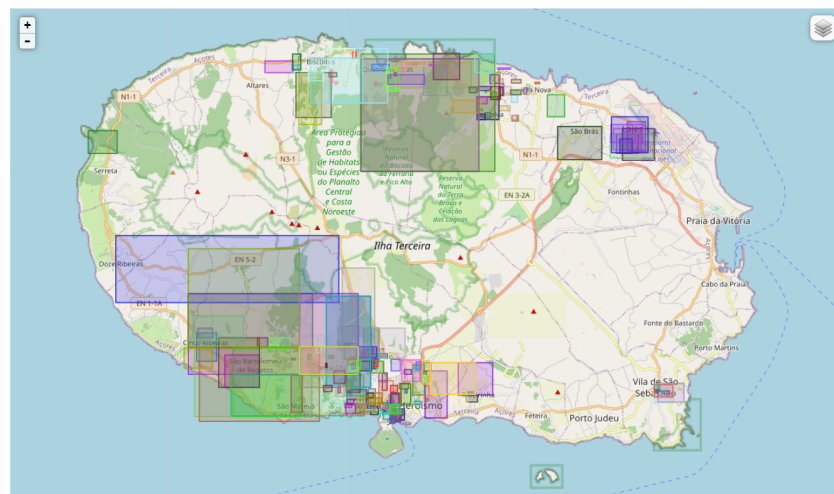 +
-
Biscoitos
Açores
Terceira
Altares
N1-1
Vila Nova
São Brás
Terceira
Área Protegida
para a
Gestão
de Habitats
ou Espécies
do Planalto
Central
e Costa
Noroeste
N3-1
Reserva
Natural
da Terra
Brava e
Criação
das Lagoas
N1-1
EN 3-2A
Serreta
Fontinhas
Praia da Vitória
Ilha Terceira
Açores
Doze Ribeiras
EN 5-2
Cabo da Praia
EN 1-1A
Fonte do Bastardo
Porto Martins
Açores
Cinco Ribeiras
São Bartolomeu
de Regatos
Vila de São
Sebastião
São Mateus
Terceira
Açores
Feteira
Porto Judeu